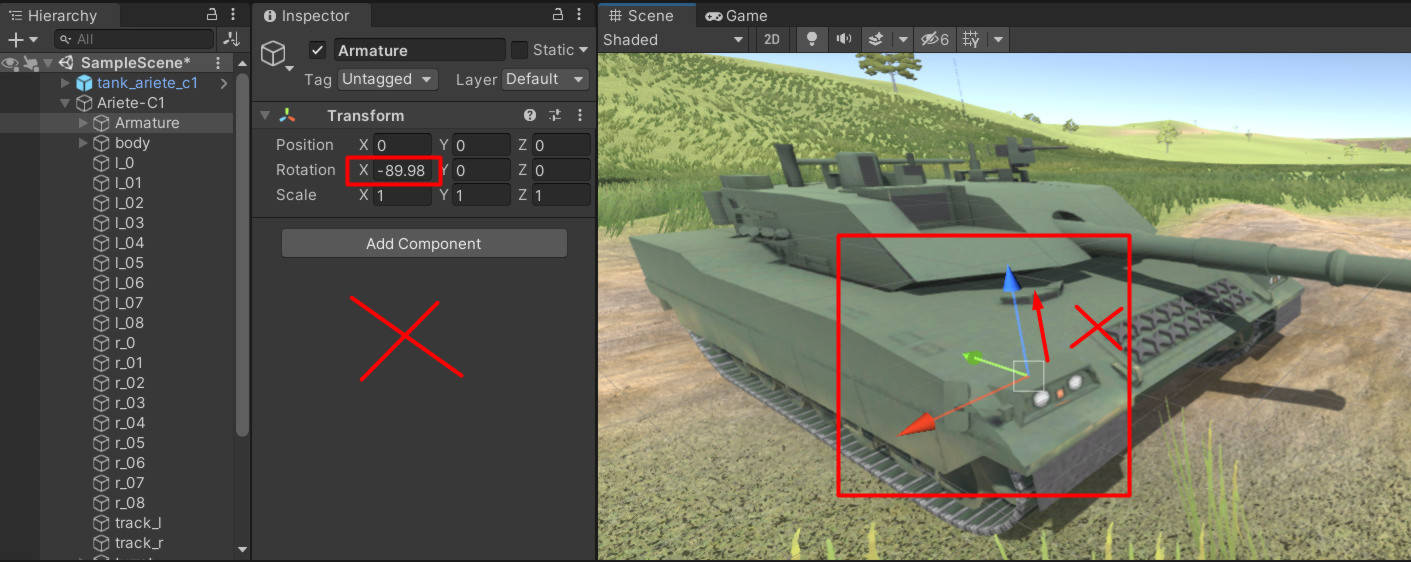 Hierarchy
All
SampleScene*
tank_ariete_c1
Ariete-C1
Armature
body
l_0
l_01
l_02
l_03
l_04
l_05
l_06
l_07
l_08
r_0
r_01
r_02
r_03
r_04
r_05
r_06
r_07
r_08
track_l
track_r
Inspector
Armature Static
Tag Untagged Layer Default
Transform
Position X 0 Y 0 Z 0
Rotation X -89.98 Y 0 Z 0
Scale X 1 Y 1 Z 1
Add Component
Scene Game
Shaded 2D 6